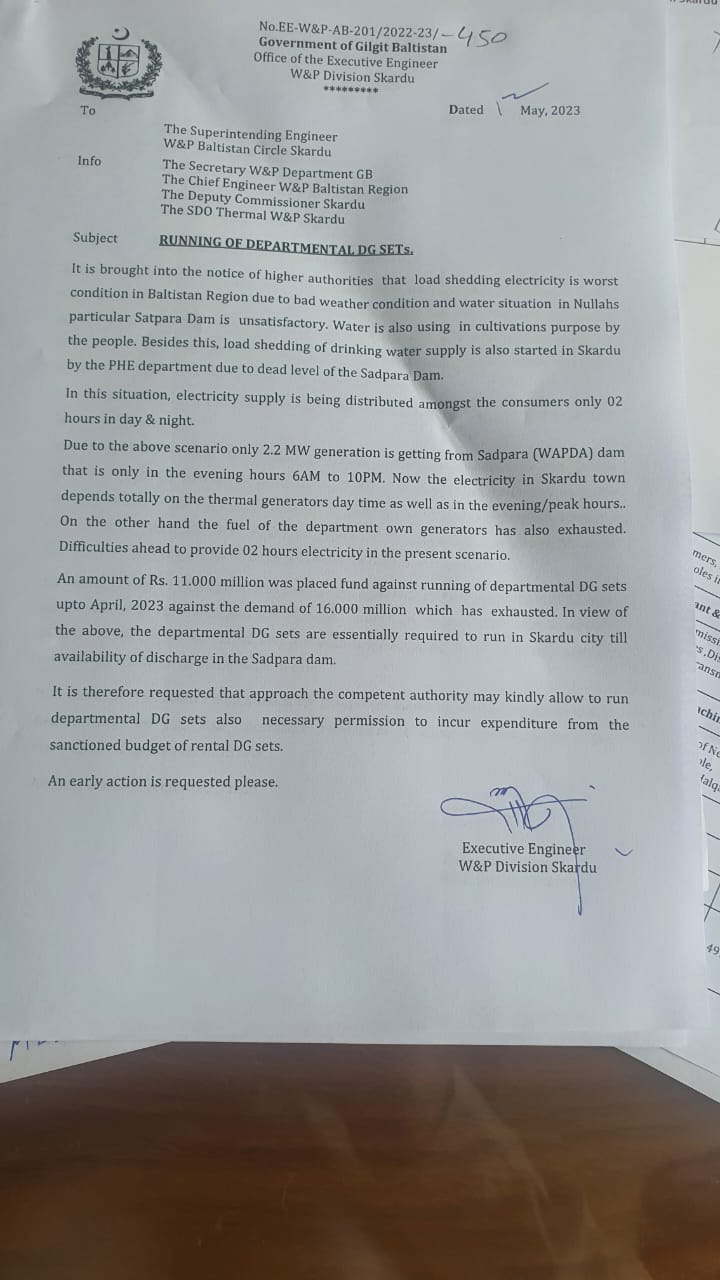 No.EE-W&P-AB-201/2022-23/-450
Government of Gilgit Baltistan
Office of the Executive Engineer
W&P Division Skardu
*********
Dated May, 2023
To
The Superintending Engineer
W&P Baltistan Circle Skardu
Info
The Secretary W&P Department GB
The Chief Engineer W&P Baltistan Region
The Deputy Commissioner Skardu
The SDO Thermal W&P Skardu
Subject RUNNING OF DEPARTMENTAL DG SETs.
It is brought into the notice of higher authorities that load shedding electricity is worst
condition in Baltistan Region due to bad weather condition and water situation in Nullahs
particular Satpara Dam is unsatisfactory. Water is also using in cultivations purpose by
the people. Besides this, load shedding of drinking water supply is also started in Skardu
by the PHE department due to dead level of the Sadpara Dam.
In this situation, electricity supply is being distributed amongst the consumers only 02
hours in day & night.
Due to the above scenario only 2.2 MW generation is getting from Sadpara (WAPDA) dam
that is only in the evening hours 6AM to 10PM. Now the electricity in Skardu town
depends totally on the thermal generators day time as well as in the evening/peak hours..
On the other hand the fuel of the department own generators has also exhausted.
Difficulties ahead to provide 02 hours electricity in the present scenario.
An amount of Rs. 11.000 million was placed fund against running of departmental DG sets
upto April, 2023 against the demand of 16.000 million which has exhausted. In view of
the above, the departmental DG sets are essentially required to run in Skardu city till
availability of discharge in the Sadpara dam.
It is therefore requested that approach the competent authority may kindly allow to run
departmental DG sets also necessary permission to incur expenditure from the
sanctioned budget of rental DG sets.
An early action is requested please.
Executive Engineer
W&P Division Skardu
mers,
oles i
49